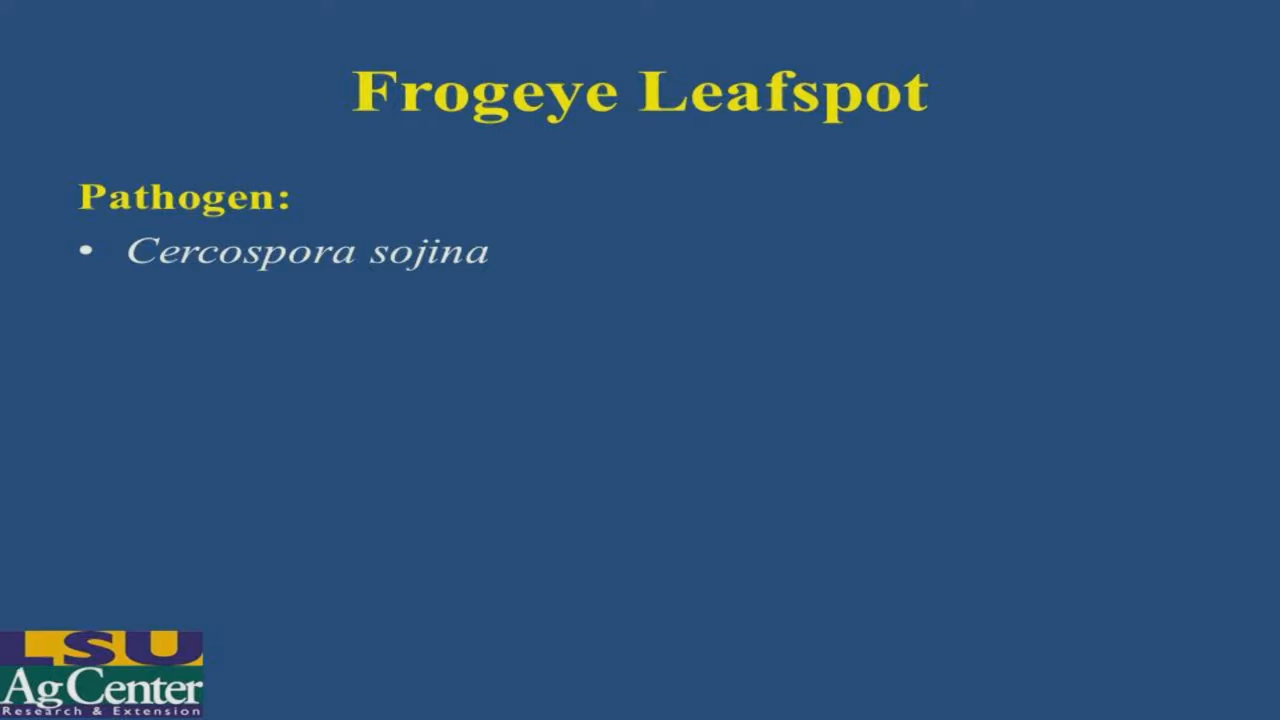 Frogeye Leafspot
Pathogen:
• Cercospora sojina
LSU
AgCenter
Research & Extension